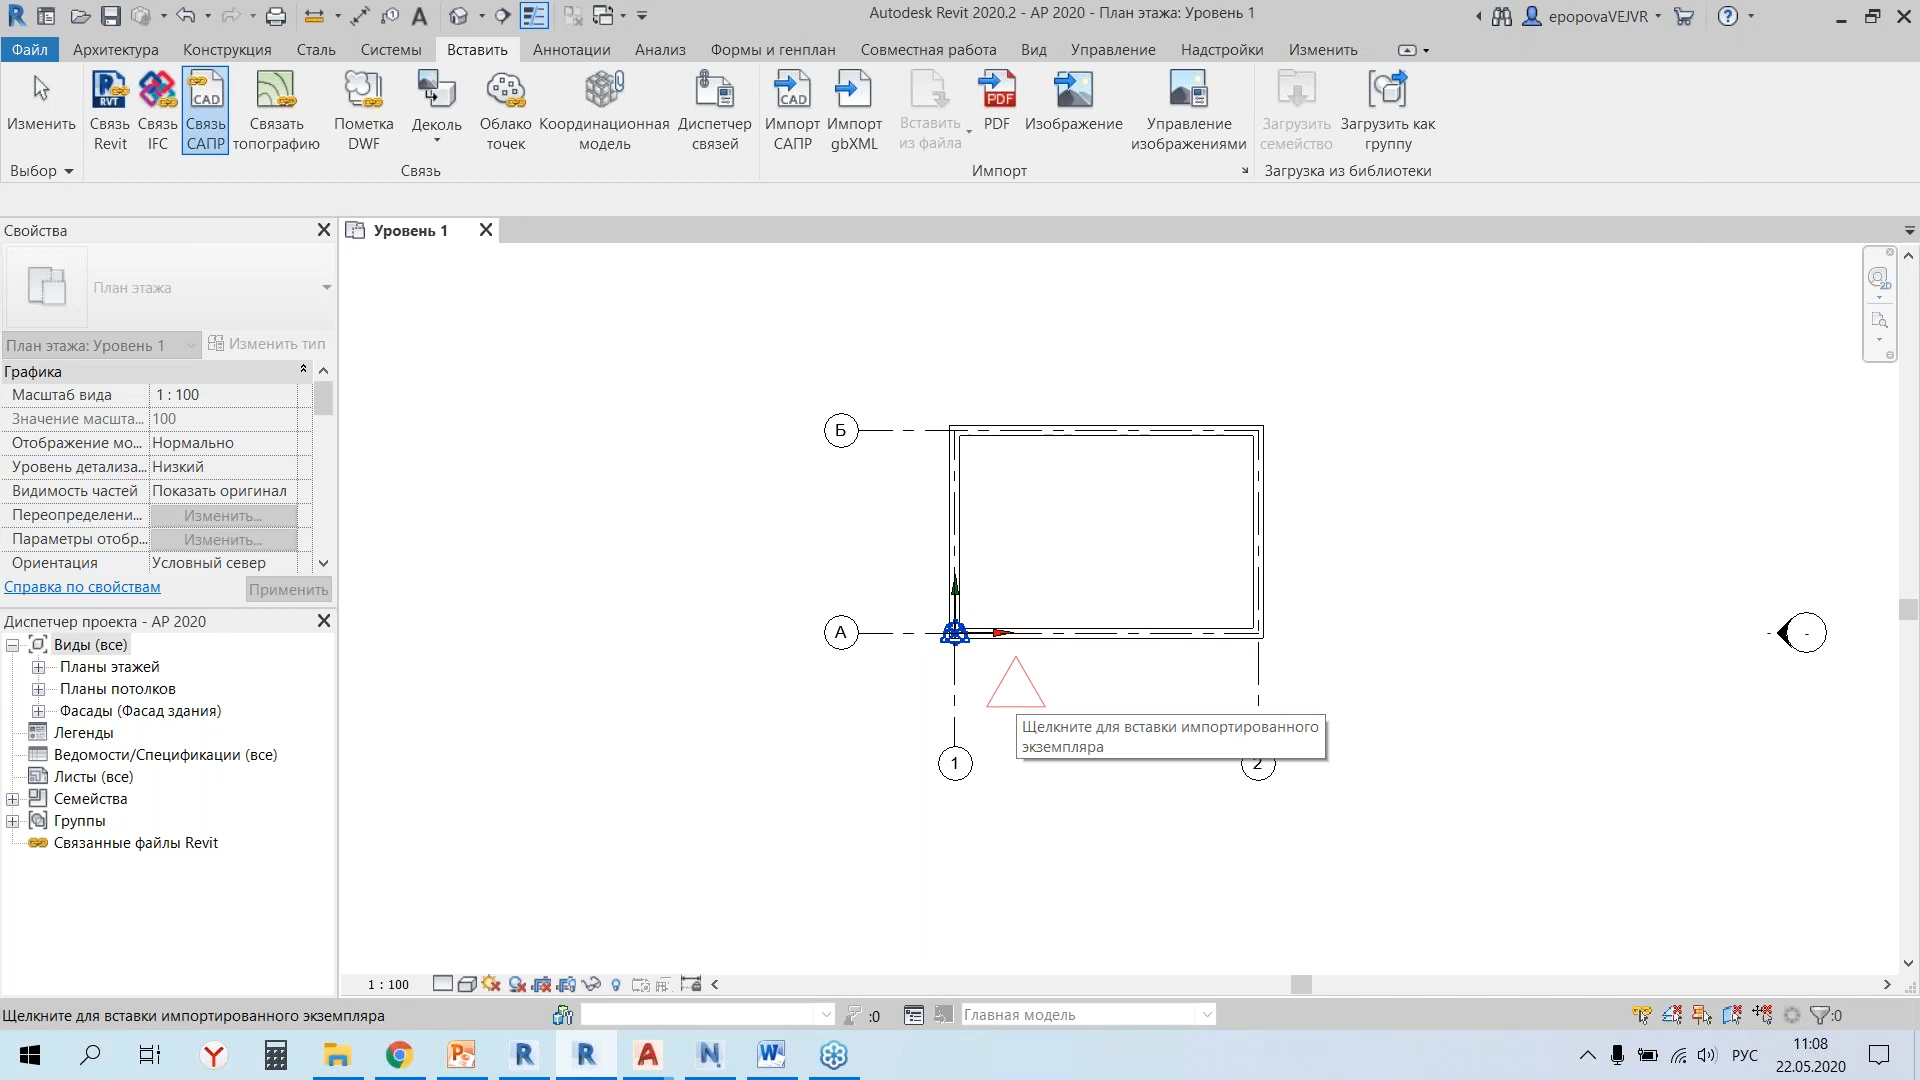 Autodesk Revit 2020.2 - АР 2020 - План этажа: Уровень 1
epopovaVEJVR
Файл Архитектура Конструкция Сталь Системы Вставить Аннотации Анализ Формы и генплан Совместная работа Вид Управление Надстройки Изменить
Изменить
Связь Revit
Связь IFC
Связь САПР
Связать топографию
Пометка DWF
Деколь
Облако точек
Координационная модель
Диспетчер связей
Импорт САПР
Импорт gbXML
Вставить из файла
PDF
Изображение
Управление изображениями
Загрузить семейство
Загрузить как группу
Выбор
Связь
Импорт
Загрузка из библиотеки
Свойства
План этажа
План этажа: Уровень 1
Изменить тип
Графика
Масштаб вида 1 : 100
Значение масшта... 100
Отображение мо... Нормально
Уровень детализа... Низкий
Видимость частей Показать оригинал
Переопределени... Изменить...
Параметры отобр... Изменить...
Ориентация Условный север
Справка по свойствам
Применить
Диспетчер проекта - АР 2020
Виды (все)
Планы этажей
Планы потолков
Фасады (Фасад здания)
Легенды
Ведомости/Спецификации (все)
Листы (все)
Семейства
Группы
Связанные файлы Revit
Уровень 1
Б
А
1
2
Щелкните для вставки импортированного
экземпляра
1 : 100
Щелкните для вставки импортированного экземпляра
:0
Главная модель
:0
РУС
11:08
22.05.2020